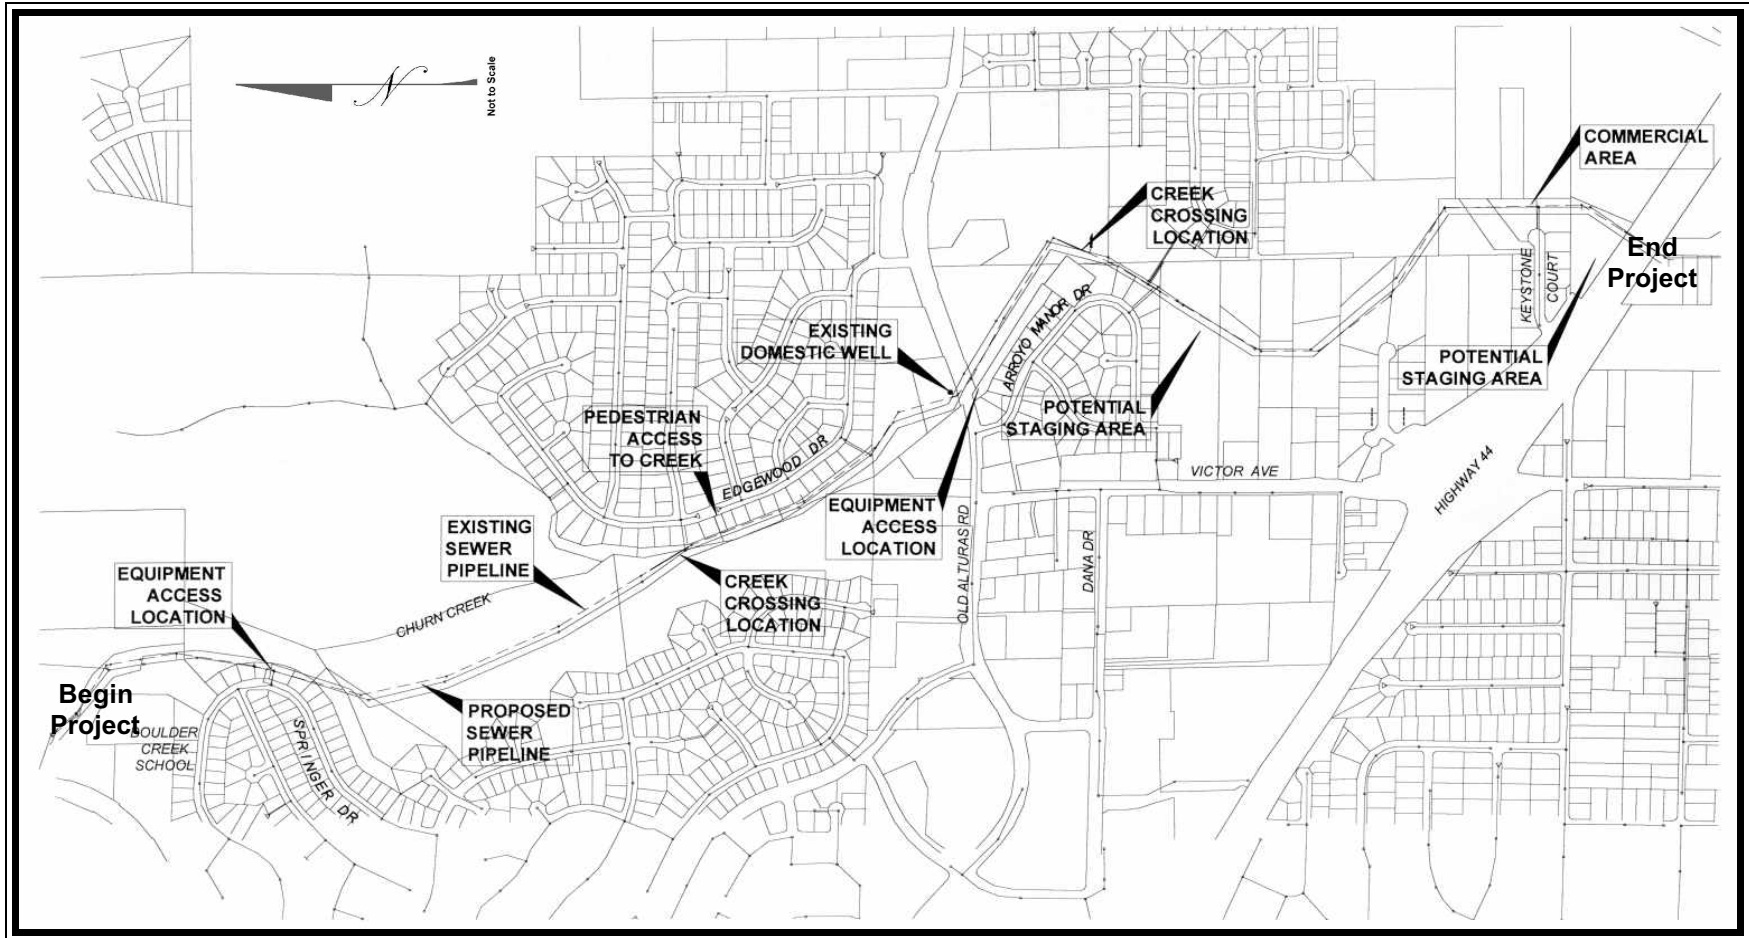 N
Not to Scale
COMMERCIAL
AREA
CREEK
CROSSING
LOCATION
End
Project
KEYSTONE
COURT
ARROYO MANOR DR
EXISTING
DOMESTIC WELL
POTENTIAL
STAGING AREA
POTENTIAL
STAGING AREA
PEDESTRIAN
ACCESS
TO CREEK
EDGEWOOD DR
VICTOR AVE
HIGHWAY 44
EQUIPMENT
ACCESS
LOCATION
OLD ALTURAS RD
DANA DR
EXISTING
SEWER
PIPELINE
EQUIPMENT
ACCESS
LOCATION
CHURN CREEK
CREEK
CROSSING
LOCATION
Begin
Project
BOULDER
CREEK
SCHOOL
SPRINGER DR
PROPOSED
SEWER
PIPELINE